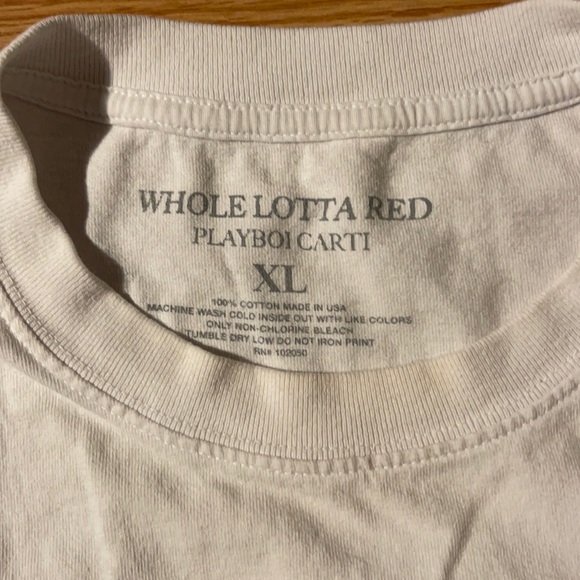 WHOLE LOTTA RED
PLAYBOI CARTI
XL
100% COTTON MADE IN USA
MACHINE WASH COLD INSIDE OUT WITH LIKE COLORS
ONLY NON-CHLORINE BLEACH
TUMBLE DRY LOW DO NOT IRON PRINT
RN# 102050